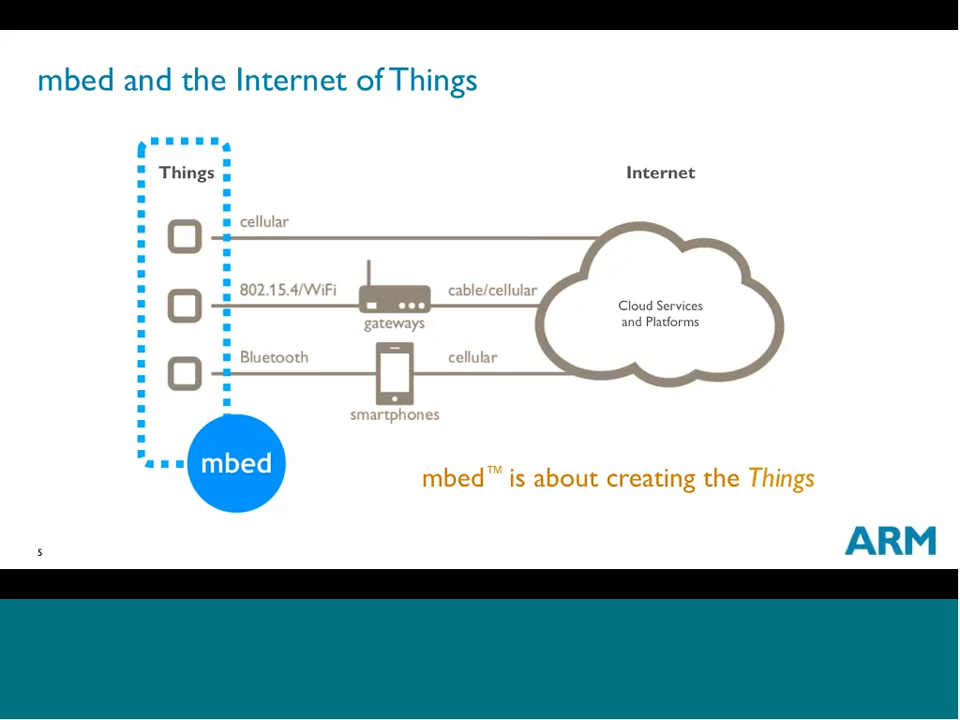 mbed and the Internet of Things
Things
Internet
cellular
802.15.4/WiFi
cable/cellular
gateways
Cloud Services
and Platforms
Bluetooth
cellular
smartphones
mbed
mbed™ is about creating the Things
5
ARM